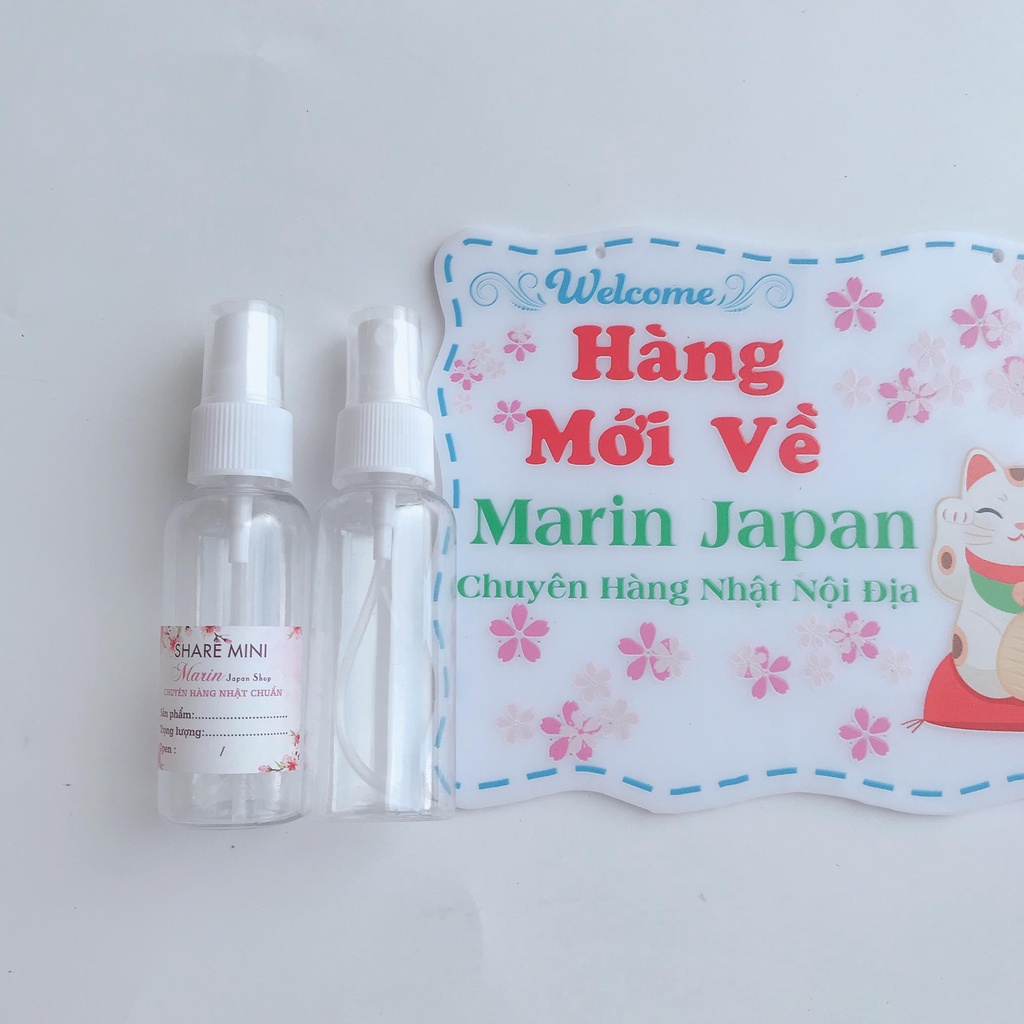 Welcome
Hàng
Mới Về
Marin Japan
Chuyên Hàng Nhật Nội Địa
SHARE MINI
Marin Japan Shop
CHUYÊN HÀNG NHẬT CHUẨN
Sản phẩm:..........................
Trọng lượng:.......................
Open : /